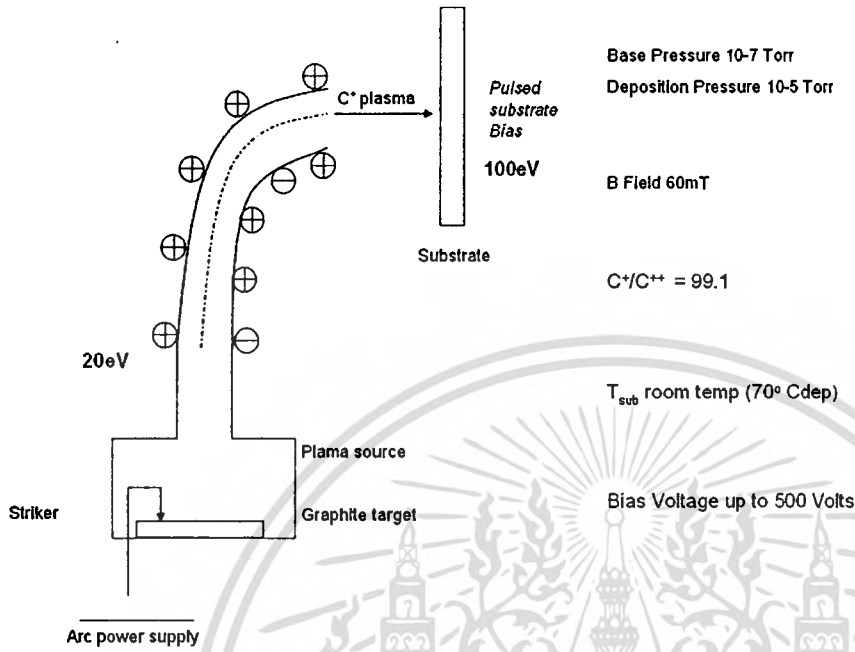 Base Pressure 10-7 Torr
Deposition Pressure 10-5 Torr
C⁺ plasma
Pulsed
substrate
Bias
100eV
B Field 60mT
Substrate
C⁺/C⁺⁺ = 99.1
20eV
T_sub room temp (70º Cdep)
Plama source
Striker
Graphite target
Bias Voltage up to 500 Volts
Arc power supply